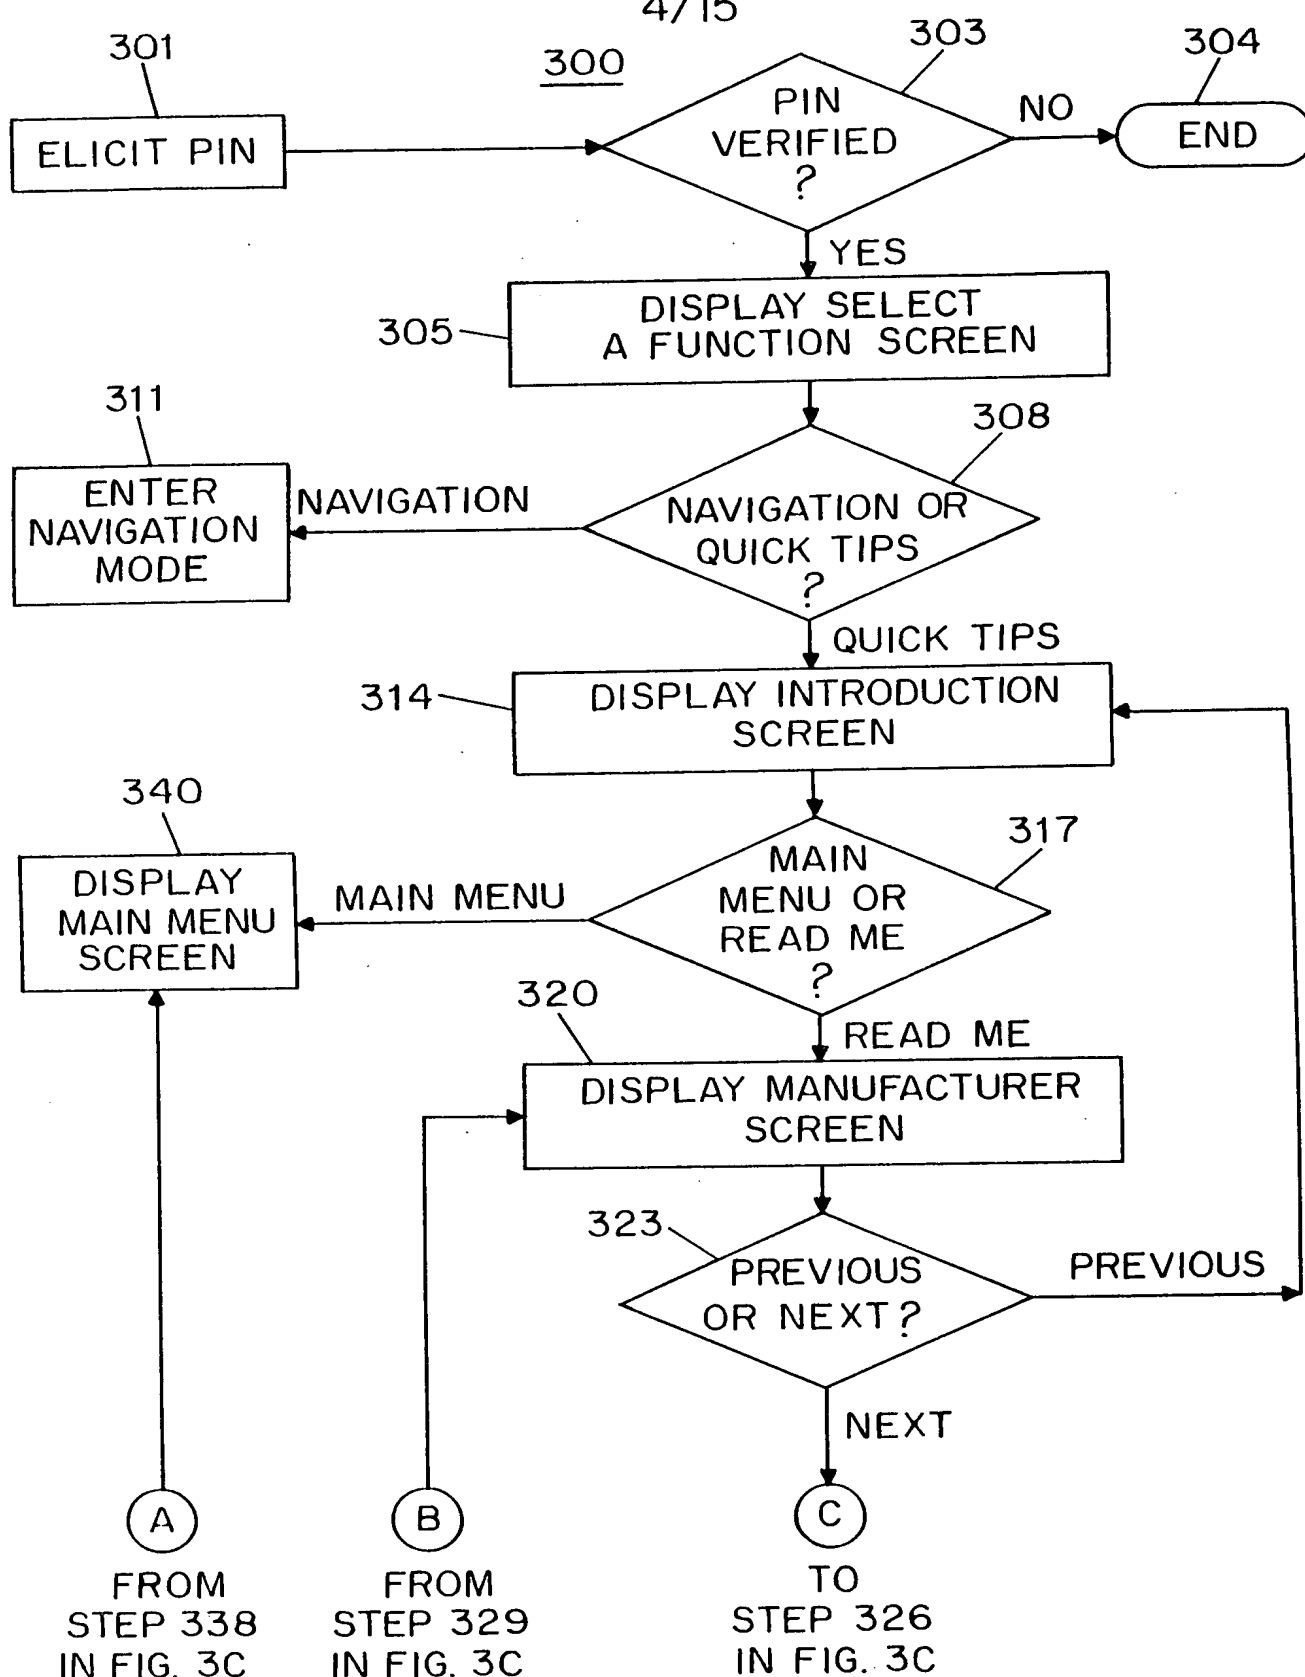 4/15
300
301
ELICIT PIN
303
PIN
VERIFIED
?
NO
304
END
YES
305
DISPLAY SELECT
A FUNCTION SCREEN
308
NAVIGATION OR
QUICK TIPS
?
NAVIGATION
311
ENTER
NAVIGATION
MODE
QUICK TIPS
314
DISPLAY INTRODUCTION
SCREEN
317
MAIN
MENU OR
READ ME
?
MAIN MENU
340
DISPLAY
MAIN MENU
SCREEN
READ ME
320
DISPLAY MANUFACTURER
SCREEN
323
PREVIOUS
OR NEXT?
PREVIOUS
NEXT
A
FROM
STEP 338
IN FIG. 3C
B
FROM
STEP 329
IN FIG. 3C
C
TO
STEP 326
IN FIG. 3C